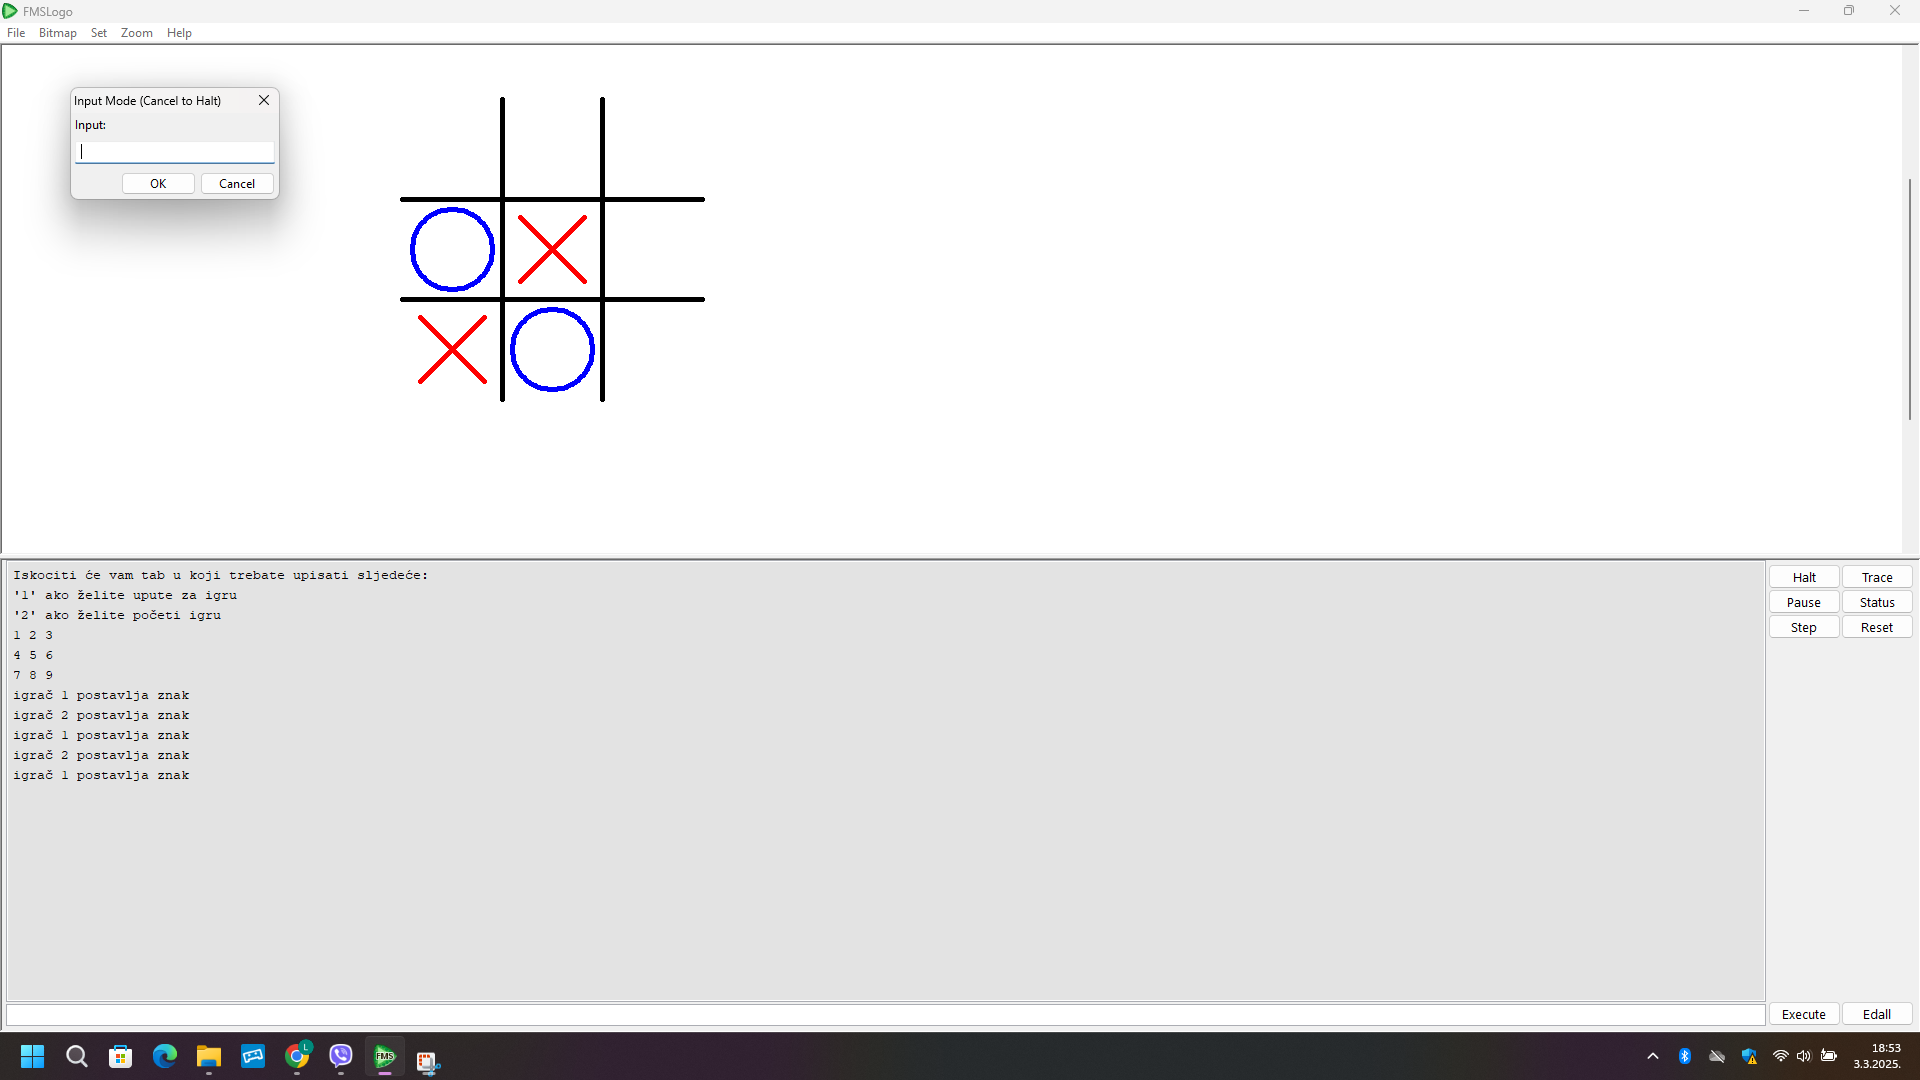 FMSLogo
File Bitmap Set Zoom Help
Input Mode (Cancel to Halt)
Input:
OK Cancel
Iskociti će vam tab u koji trebate upisati sljedeće:
'1' ako želite upute za igru
'2' ako želite početi igru
1 2 3
4 5 6
7 8 9
igrač 1 postavlja znak
igrač 2 postavlja znak
igrač 1 postavlja znak
igrač 2 postavlja znak
igrač 1 postavlja znak
Halt Trace
Pause Status
Step Reset
Execute Edall
L
FMS
18:53
3.3.2025.